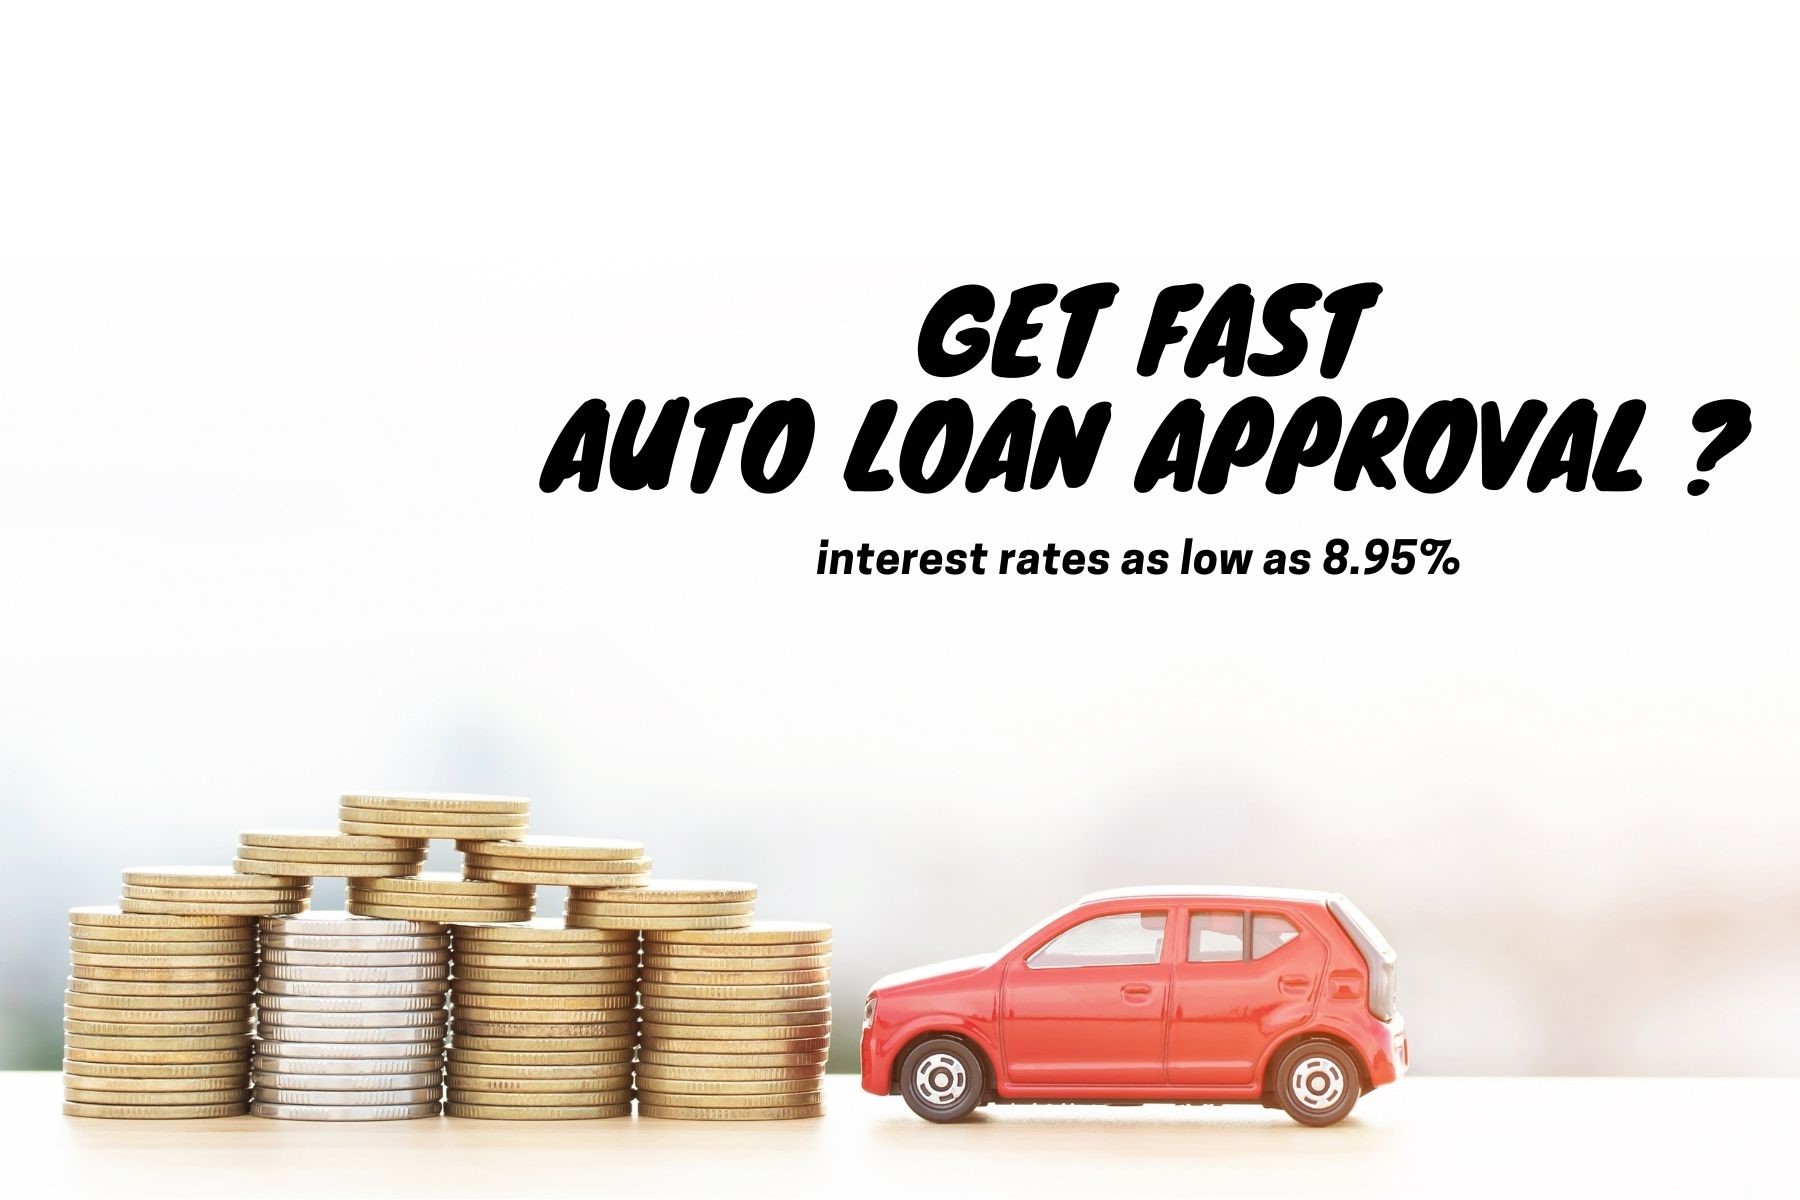 GET FAST
AUTO LOAN APPROVAL ?
interest rates as low as 8.95%